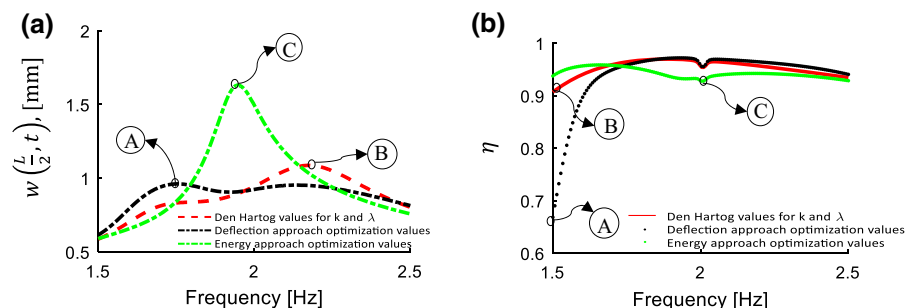 (a)
2
1.5
1
0.5
w(L/2, t), [mm]
A
C
B
Den Hartog values for k and λ
Deflection approach optimization values
Energy approach optimization values
1.5
2
2.5
Frequency [Hz]
(b)
1
0.9
0.8
0.7
0.6
η
B
A
C
Den Hartog values for k and λ
Deflection approach optimization values
Energy approach optimization values
1.5
2
2.5
Frequency [Hz]